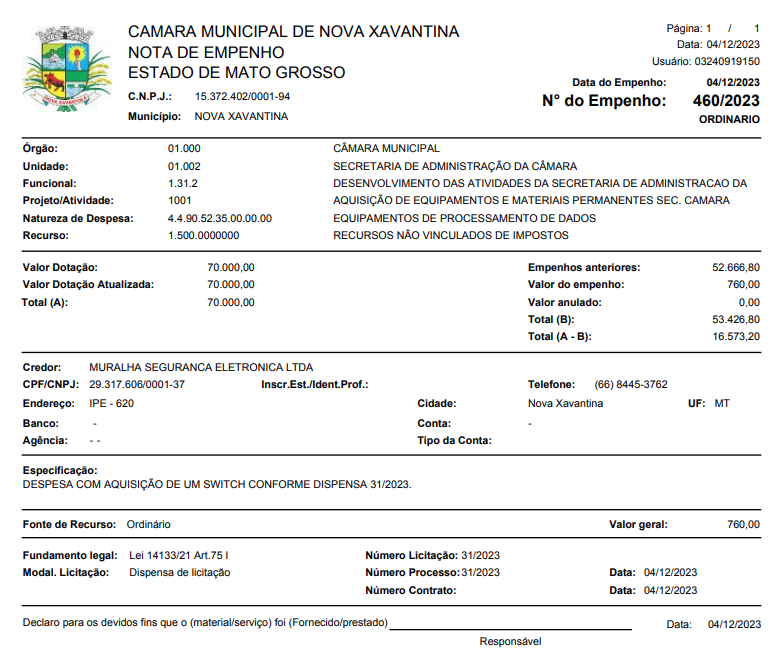 CAMARA MUNICIPAL DE NOVA XAVANTINA
NOTA DE EMPENHO
ESTADO DE MATO GROSSO
C.N.P.J.: 15.372.402/0001-94
Município: NOVA XAVANTINA
Página: 1 / 1
Data: 04/12/2023
Usuário: 03240919150
Data do Empenho: 04/12/2023
N° do Empenho: 460/2023
ORDINARIO
NOVA XAVANTINA
Órgão: 01.000 CÂMARA MUNICIPAL
Unidade: 01.002 SECRETARIA DE ADMINISTRAÇÃO DA CÂMARA
Funcional: 1.31.2 DESENVOLVIMENTO DAS ATIVIDADES DA SECRETARIA DE ADMINISTRACAO DA
Projeto/Atividade: 1001 AQUISIÇÃO DE EQUIPAMENTOS E MATERIAIS PERMANENTES SEC. CAMARA
Natureza de Despesa: 4.4.90.52.35.00.00.00 EQUIPAMENTOS DE PROCESSAMENTO DE DADOS
Recurso: 1.500.0000000 RECURSOS NÃO VINCULADOS DE IMPOSTOS
Valor Dotação: 70.000,00 Empenhos anteriores: 52.666,80
Valor Dotação Atualizada: 70.000,00 Valor do empenho: 760,00
Total (A): 70.000,00 Valor anulado: 0,00
Total (B): 53.426,80
Total (A - B): 16.573,20
Credor: MURALHA SEGURANCA ELETRONICA LTDA
CPF/CNPJ: 29.317.606/0001-37 Inscr.Est./Ident.Prof.: Telefone: (66) 8445-3762
Endereço: IPE - 620 Cidade: Nova Xavantina UF: MT
Banco: - Conta: -
Agência: - - Tipo da Conta:
Especificação:
DESPESA COM AQUISIÇÃO DE UM SWITCH CONFORME DISPENSA 31/2023.
Fonte de Recurso: Ordinário Valor geral: 760,00
Fundamento legal: Lei 14133/21 Art.75 I Número Licitação: 31/2023
Modal. Licitação: Dispensa de licitação Número Processo: 31/2023 Data: 04/12/2023
Número Contrato: Data: 04/12/2023
Declaro para os devidos fins que o (material/serviço) foi (Fornecido/prestado) Data: 04/12/2023
Responsável